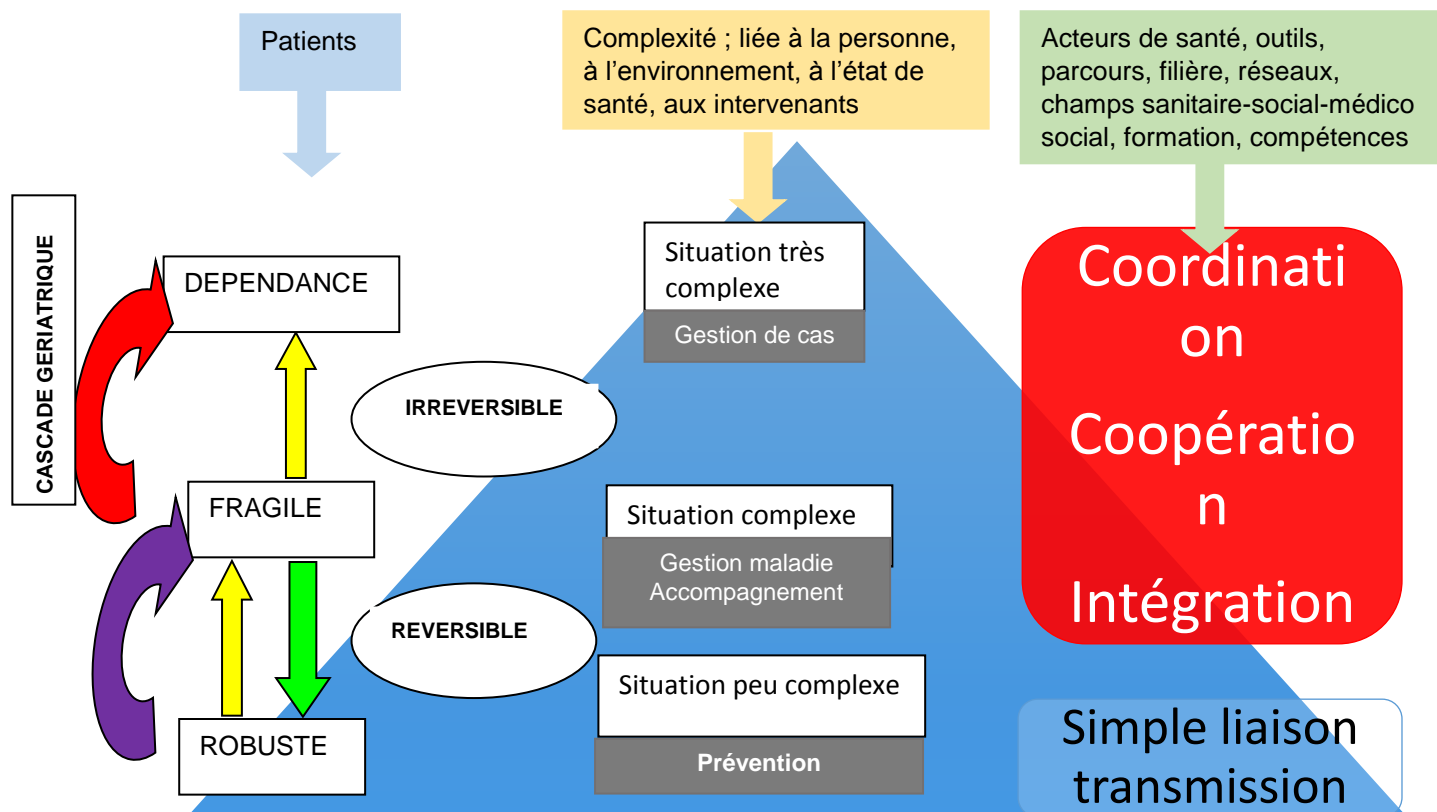 Patients
Complexité ; liée à la personne,
à l’environnement, à l’état de
santé, aux intervenants
Acteurs de santé, outils,
parcours, filière, réseaux,
champs sanitaire-social-médico
social, formation, compétences
CASCADE GERIATRIQUE
DEPENDANCE
IRREVERSIBLE
FRAGILE
REVERSIBLE
ROBUSTE
Situation très
complexe
Gestion de cas
Situation complexe
Gestion maladie
Accompagnement
Situation peu complexe
Prévention
Coordinati
on
Coopératio
n
Intégration
Simple liaison
transmission